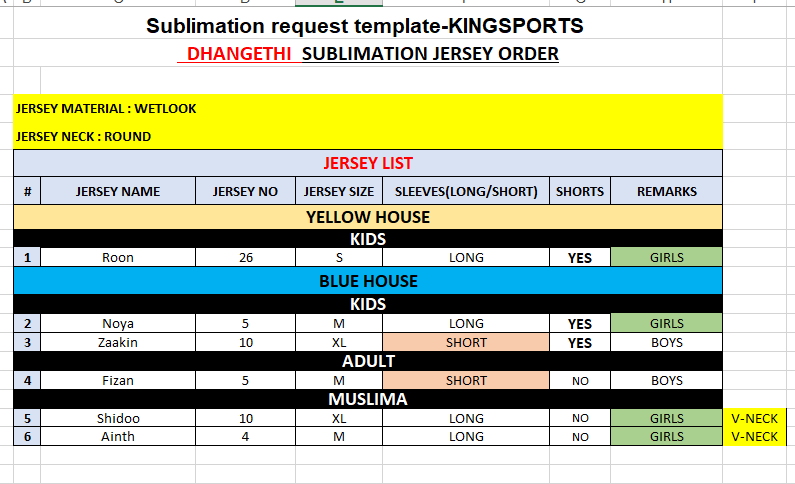 Sublimation request template-KINGSPORTS
DHANGETHI SUBLIMATION JERSEY ORDER
JERSEY MATERIAL : WETLOOK
JERSEY NECK : ROUND
JERSEY LIST
# JERSEY NAME JERSEY NO JERSEY SIZE SLEEVES(LONG/SHORT) SHORTS REMARKS
YELLOW HOUSE
KIDS
1 Roon 26 S LONG YES GIRLS
BLUE HOUSE
KIDS
2 Noya 5 M LONG YES GIRLS
3 Zaakin 10 XL SHORT YES BOYS
ADULT
4 Fizan 5 M SHORT NO BOYS
MUSLIMA
5 Shidoo 10 XL LONG NO GIRLS V-NECK
6 Ainth 4 M LONG NO GIRLS V-NECK